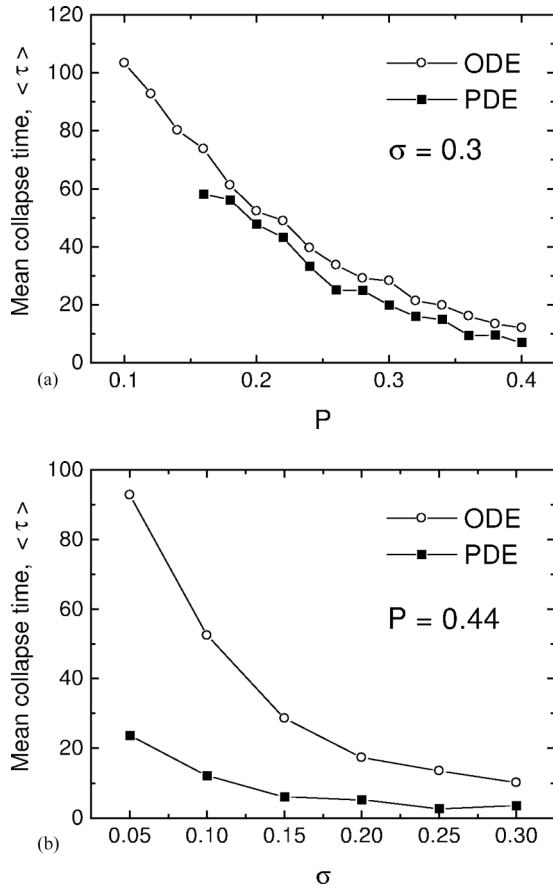 120
100
80
60
40
20
0
Mean collapse time, < τ >
ODE
PDE
σ = 0.3
(a)
0.1
0.2
0.3
0.4
P
100
80
60
40
20
0
Mean collapse time, < τ >
ODE
PDE
P = 0.44
(b)
0.05
0.10
0.15
0.20
0.25
0.30
σ